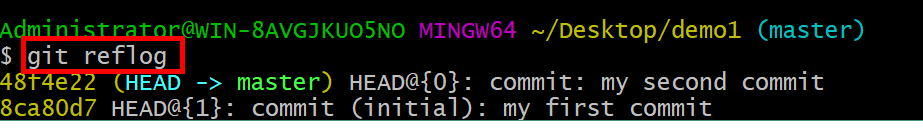 Administrator@WIN-8AVGJKUO5NO MINGW64 ~/Desktop/demo1 (master)
$ git reflog
48f4e22 (HEAD -> master) HEAD@{0}: commit: my second commit
8ca80d7 HEAD@{1}: commit (initial): my first commit